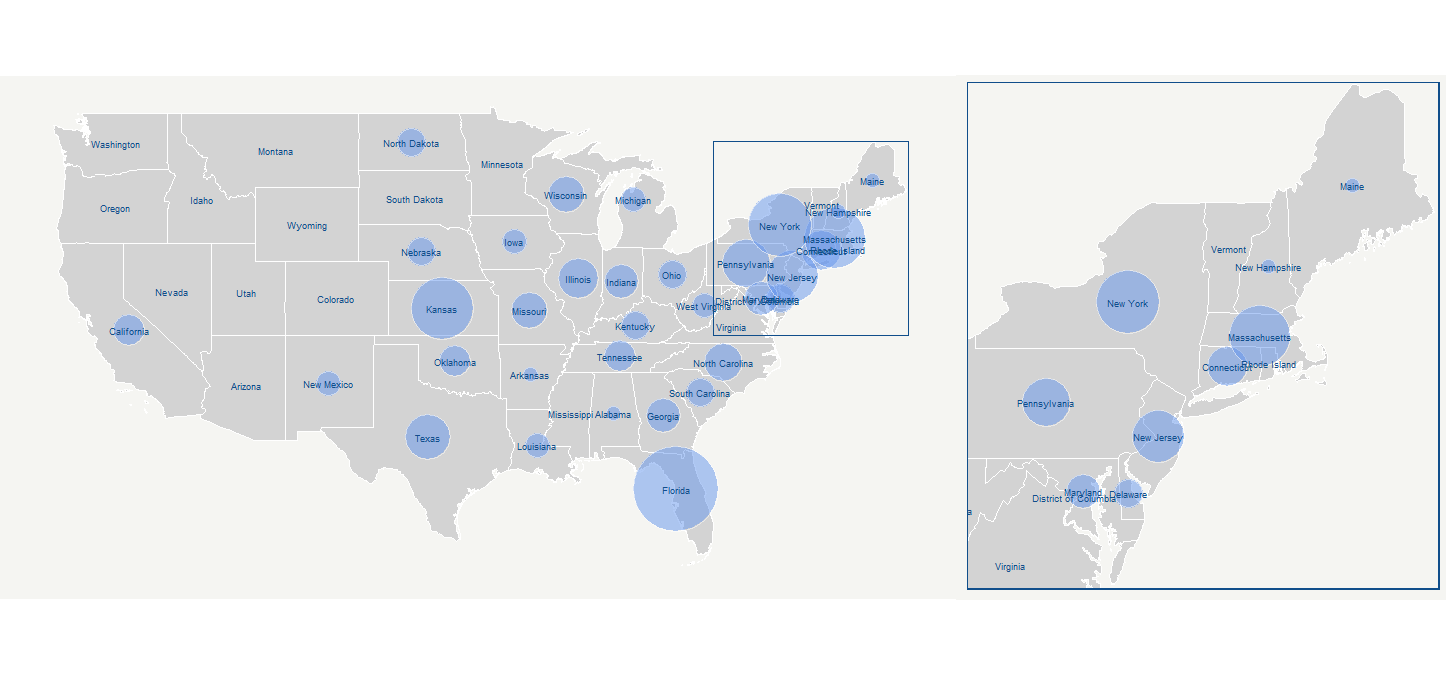 Washington
Montana
North Dakota
Minnesota
Oregon
Idaho
South Dakota
Wisconsin
Michigan
Maine
Wyoming
Vermont
New Hampshire
New York
Massachusetts
Rhode Island
Connecticut
Nebraska
Iowa
Pennsylvania
New Jersey
Nevada
Utah
Colorado
Illinois
Indiana
Ohio
Kansas
Missouri
West Virginia
District of Columbia
Maryland
Delaware
Virginia
California
Kentucky
Tennessee
North Carolina
Oklahoma
Arkansas
Arizona
New Mexico
South Carolina
Mississippi
Alabama
Georgia
Texas
Louisiana
Florida
Maine
Vermont
New Hampshire
New York
Massachusetts
Connecticut
Rhode Island
Pennsylvania
New Jersey
Maryland
Delaware
District of Columbia
a
Virginia